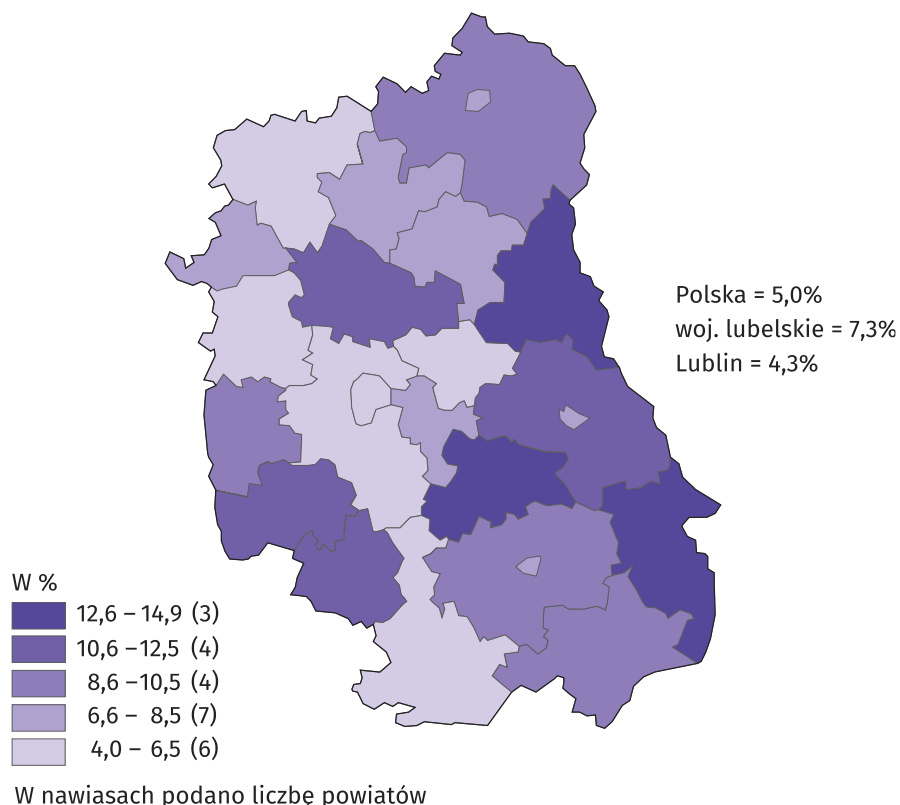 Polska = 5,0%
woj. lubelskie = 7,3%
Lublin = 4,3%
W %
12,6 – 14,9 (3)
10,6 –12,5 (4)
8,6 –10,5 (4)
6,6 – 8,5 (7)
4,0 – 6,5 (6)
W nawiasach podano liczbę powiatów